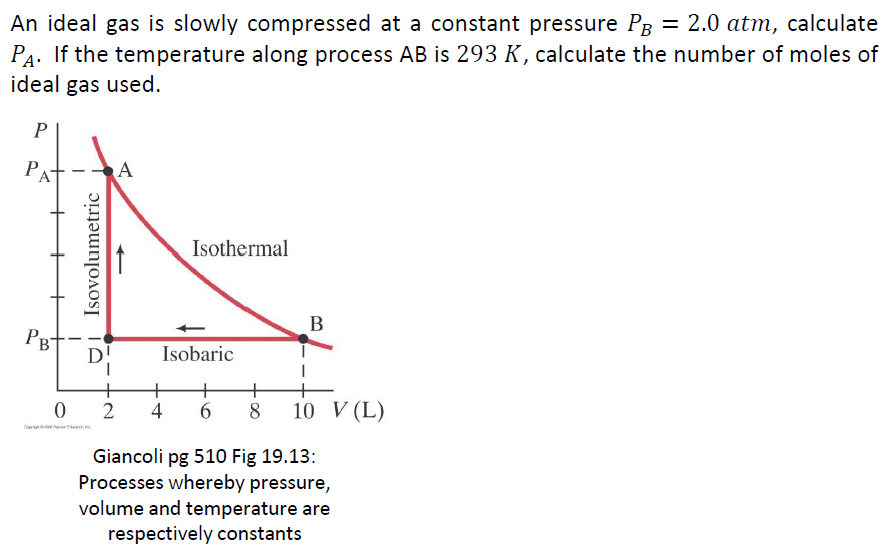 An ideal gas is slowly compressed at a constant pressure P_B = 2.0 atm, calculate
P_A. If the temperature along process AB is 293 K, calculate the number of moles of
ideal gas used.
P
P_A
A
Isovolumetric
Isothermal
B
P_B
D
Isobaric
0 2 4 6 8 10 V (L)
Giancoli pg 510 Fig 19.13:
Processes whereby pressure,
volume and temperature are
respectively constants